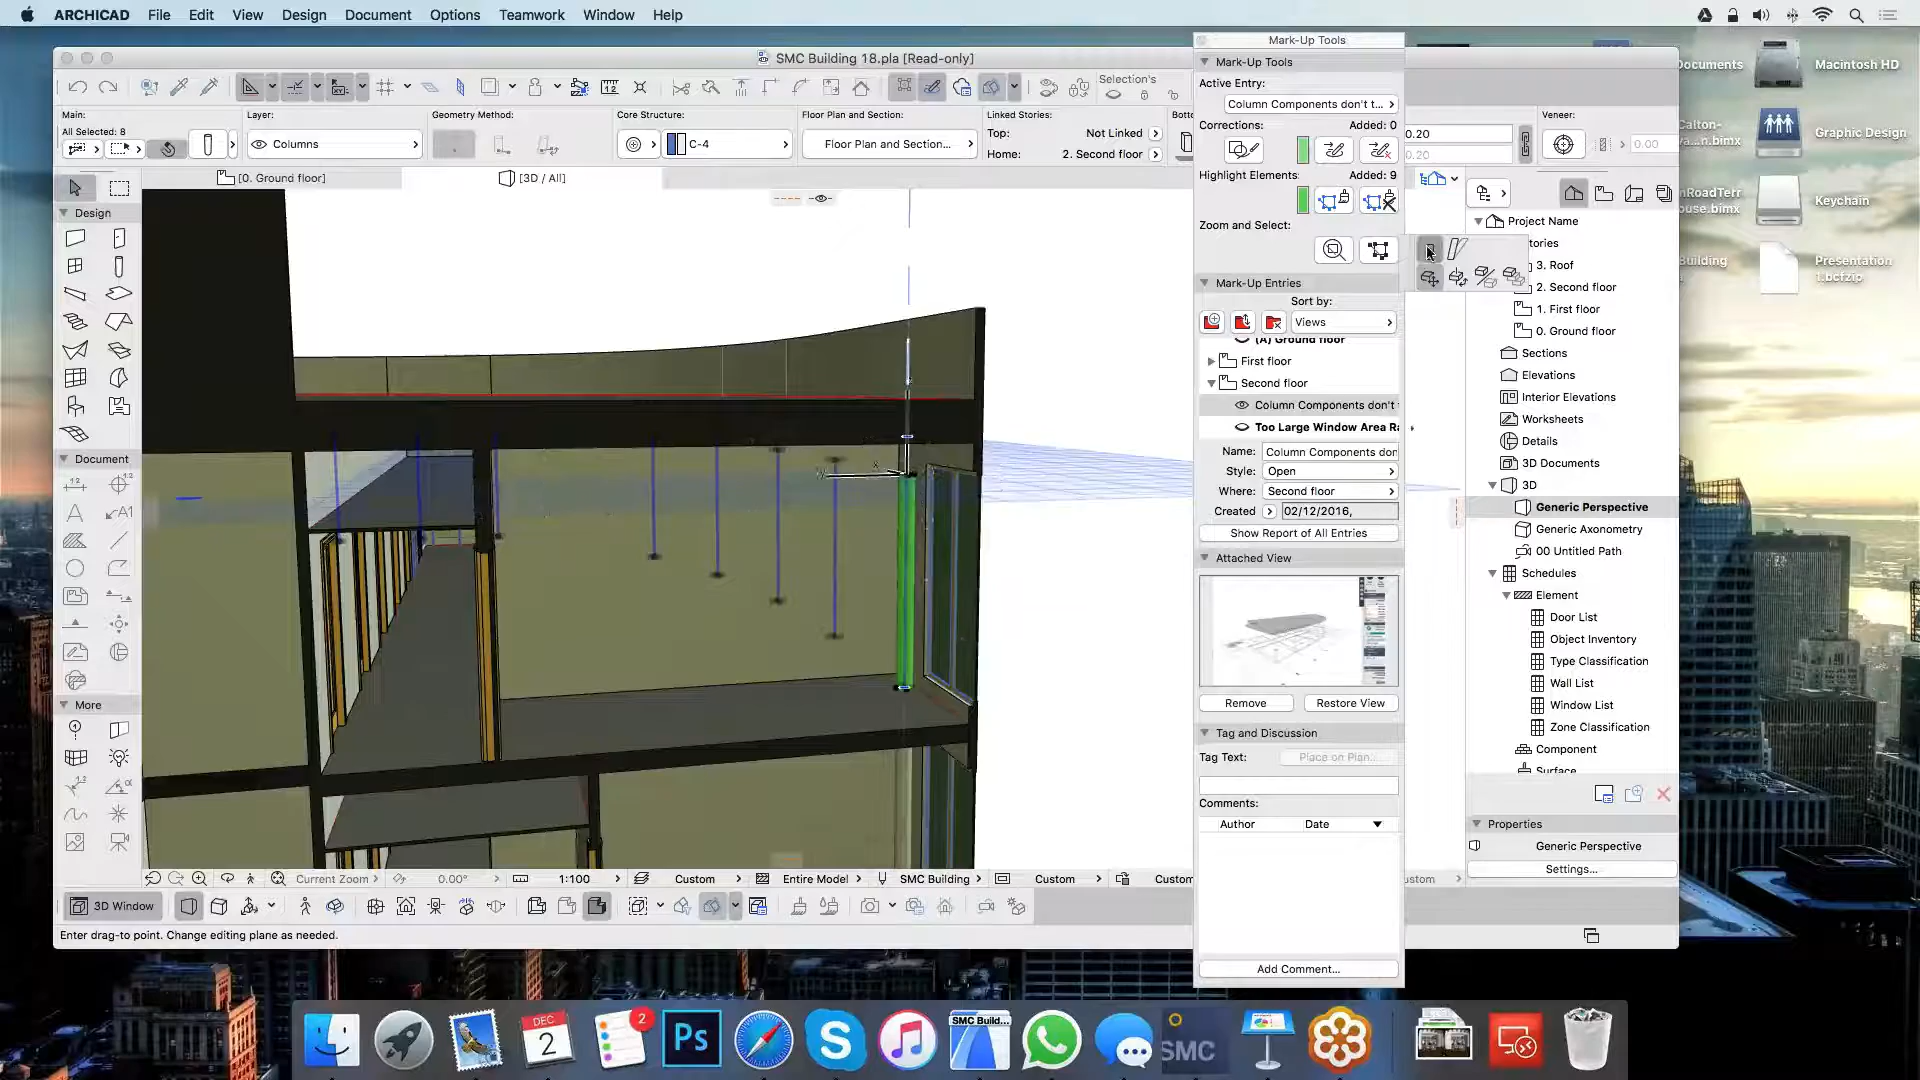 ARCHICAD File Edit View Design Document Options Teamwork Window Help
SMC Building 18.pla [Read-only]
Mark-Up Tools
Documents
Macintosh HD
Selection's
Main:
All Selected: 8
Layer:
Columns
Geometry Method:
Core Structure:
C-4
Floor Plan and Section:
Floor Plan and Section...
Linked Stories:
Top: Not Linked
Home: 2. Second floor
Mark-Up Tools
Active Entry:
Column Components don't t...
Corrections: Added: 0
Highlight Elements: Added: 9
Zoom and Select:
0.20
0.20
Veneer:
0.00
Graphic Design
Keychain
Presentation
1.bcfzip
[0. Ground floor]
[3D / All]
Design
Document
More
Mark-Up Entries
Sort by:
Views
(A) Ground floor
First floor
Second floor
Column Components don't
Too Large Window Area Ra
Name: Column Components don
Style: Open
Where: Second floor
Created 02/12/2016,
Show Report of All Entries
Attached View
Remove
Restore View
Tag and Discussion
Tag Text: Place on Plan...
Comments:
Author Date
Add Comment...
Project Name
tories
3. Roof
2. Second floor
1. First floor
0. Ground floor
Sections
Elevations
Interior Elevations
Worksheets
Details
3D Documents
3D
Generic Perspective
Generic Axonometry
00 Untitled Path
Schedules
Element
Door List
Object Inventory
Type Classification
Wall List
Window List
Zone Classification
Component
Surface
Properties
Generic Perspective
Settings...
Current Zoom 0.00° 1:100 Custom Entire Model SMC Building Custom Custom
3D Window
Enter drag-to point. Change editing plane as needed.
DEC
2
2
Ps
SMC Build...
SMC